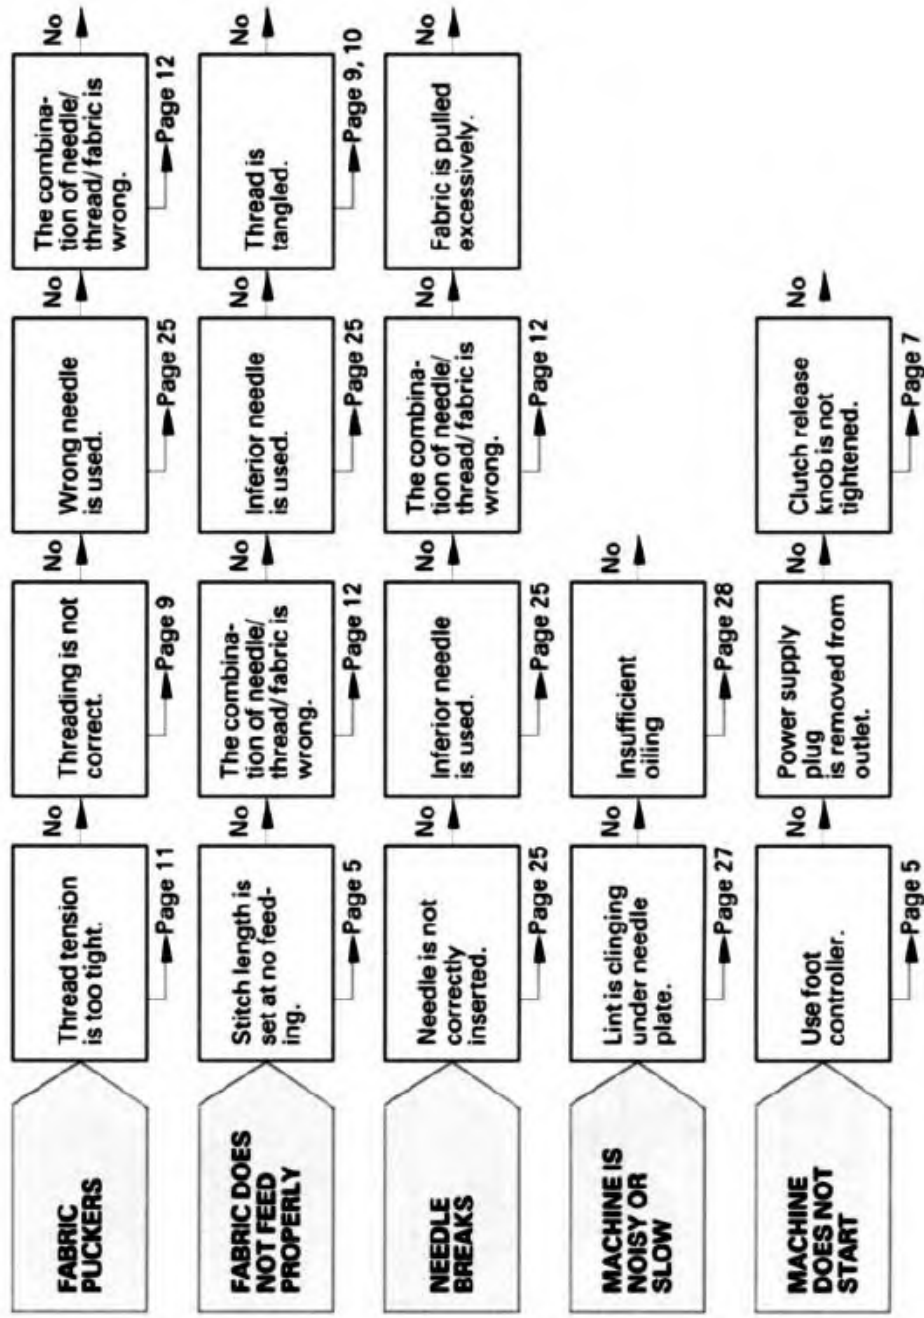 FABRIC
PUCKERS
Thread tension
is too tight.
Page 11
No
Threading is not
correct.
Page 9
No
Wrong needle
is used.
Page 25
No
The combina-
tion of needle/
thread/fabric is
wrong.
Page 12
No
FABRIC DOES
NOT FED
PROPERLY
Stitch length is
set at no feed-
ing.
Page 5
No
The combina-
tion of needle/
thread/fabric is
wrong.
Page 12
No
Inferior needle
is used.
Page 25
No
Thread is
tangled.
Page 9, 10
No
NEEDLE
BREAKS
Needle is not
correctly
inserted.
Page 25
No
Inferior needle
is used.
Page 25
No
The combina-
tion of needle/
thread/fabric is
wrong.
Page 12
No
Fabric is pulled
excessively.
No
MACHINE IS
NOISY OR
SLOW
Lint is clinging
under needle
plate.
Page 27
No
Insufficient
oiling
Page 28
No
MACHINE
DOES NOT
START
Use foot
controller.
Page 5
No
Power supply
plug
is removed from
outlet.
No
Clutch release
knob is not
tightened.
Page 7
No